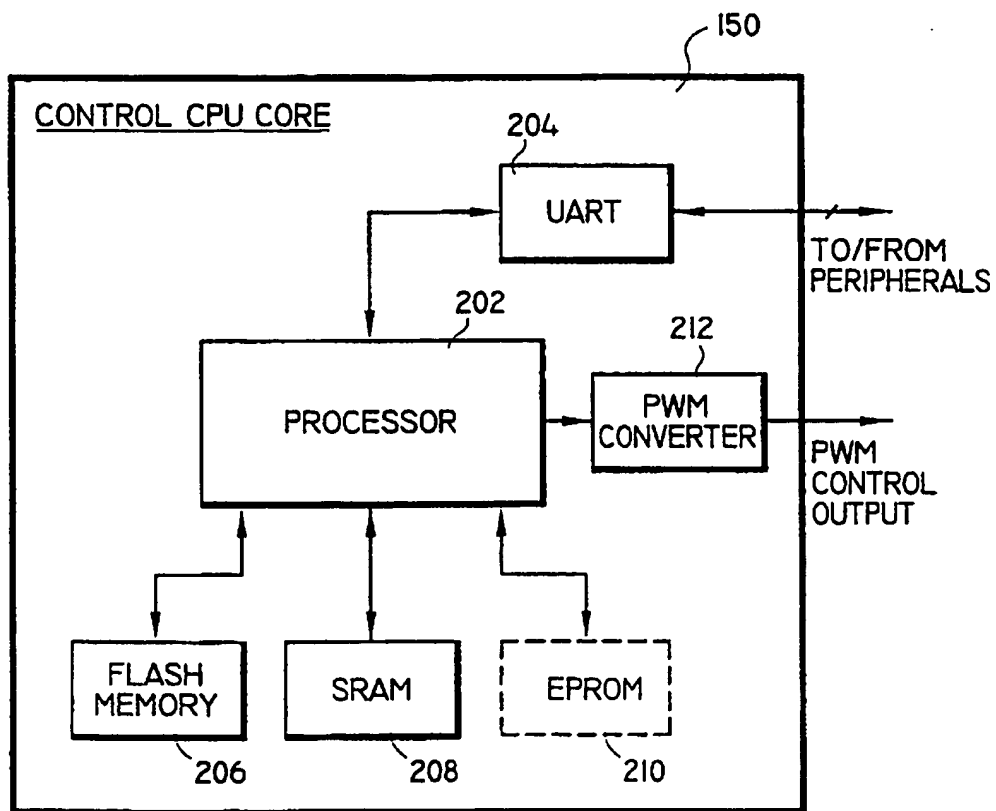 150
CONTROL CPU CORE
204
UART
TO/FROM
PERIPHERALS
202
PROCESSOR
212
PWM
CONVERTER
PWM
CONTROL
OUTPUT
FLASH
MEMORY
206
SRAM
208
EPROM
210